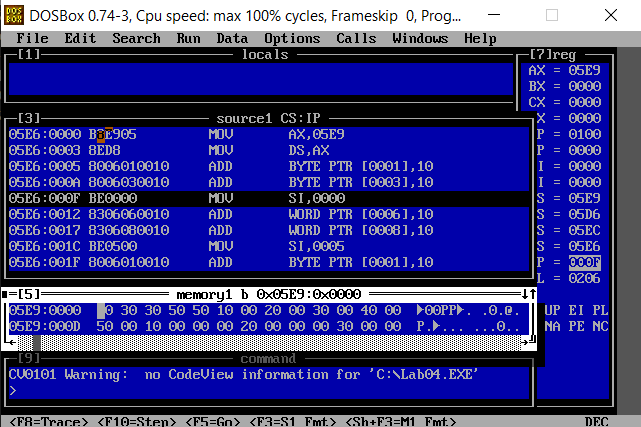 DOSBox 0.74-3, Cpu speed: max 100% cycles, Frameskip 0, Prog...
File Edit Search Run Data Options Calls Windows Help
[1] locals [7]reg
AX = 05E9
BX = 0000
CX = 0000
[3] source1 CS:IP X = 0000
05E6:0000 B8E905 MOV AX,05E9 P = 0100
05E6:0003 8ED8 MOV DS,AX P = 0000
05E6:0005 8006010010 ADD BYTE PTR [0001],10 I = 0000
05E6:000A 8006030010 ADD BYTE PTR [0003],10 I = 0000
05E6:000F BE0000 MOV SI,0000 S = 05E9
05E6:0012 8306060010 ADD WORD PTR [0006],10 S = 05D6
05E6:0017 8306080010 ADD WORD PTR [0008],10 S = 05EC
05E6:001C BE0500 MOV SI,0005 S = 05E6
05E6:001F 8006010010 ADD BYTE PTR [0001],10 P = 000F
L = 0206
[5] memory1 b 0x05E9:0x0000
05E9:0000 0 30 30 50 50 10 00 20 00 30 00 40 00 00PP . .0.@. UP EI PL
05E9:000D 50 00 10 00 00 00 20 00 00 00 30 00 00 P. ... ...0.. NA PE NC
[9] command
CV0101 Warning: no CodeView information for 'C:\Lab04.EXE'
>
<F8=Trace> <F10=Step> <F5=Go> <F3=S1 Fmt> <Sh+F3=M1 Fmt> DEC